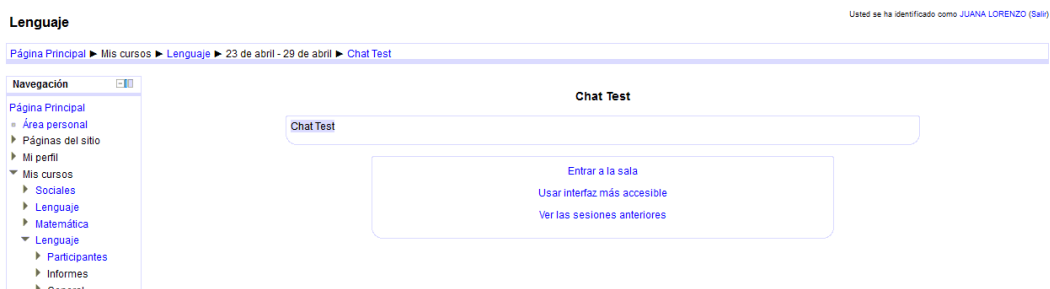 Lenguaje
Usted se ha identificado como JUANA LORENZO (Salir)
Página Principal ► Mis cursos ► Lenguaje ► 23 de abril - 29 de abril ► Chat Test
Navegación
Página Principal
Área personal
Páginas del sitio
Mi perfil
Mis cursos
Sociales
Lenguaje
Matemática
Lenguaje
Participantes
Informes
General
Chat Test
Chat Test
Entrar a la sala
Usar interfaz más accesible
Ver las sesiones anteriores